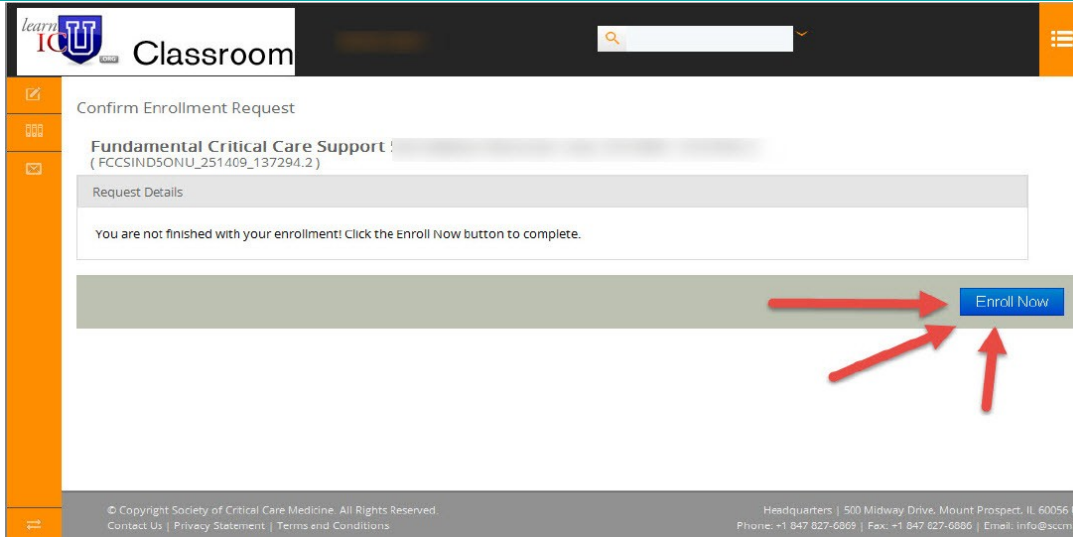 learn
ICU
.ORG
Classroom
Confirm Enrollment Request
Fundamental Critical Care Support
( FCCSIND5ONU_251409_137294.2 )
Request Details
You are not finished with your enrollment! Click the Enroll Now button to complete.
Enroll Now
© Copyright Society of Critical Care Medicine. All Rights Reserved.
Contact Us | Privacy Statement | Terms and Conditions
Headquarters | 500 Midway Drive, Mount Prospect, IL 60056
Phone: +1 847 827-6869 | Fax: +1 847 827-6886 | Email: info@sccm